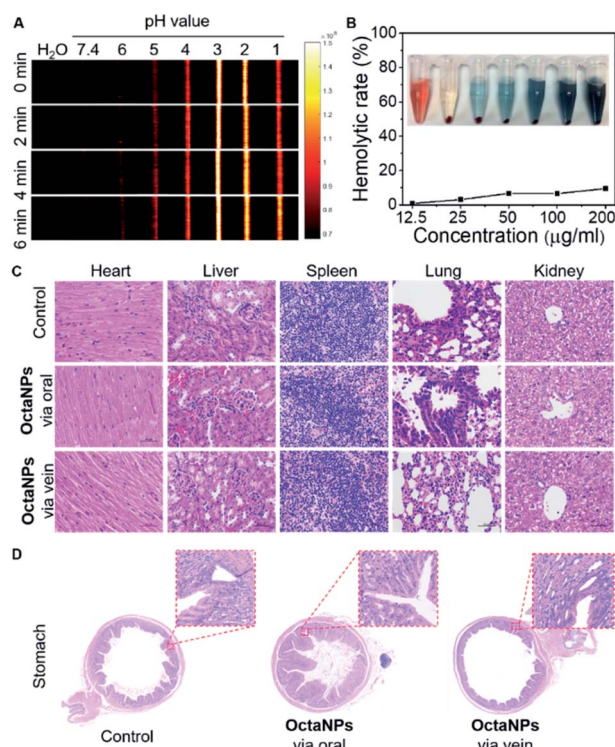 A
pH value
H₂O 7.4 6 5 4 3 2 1
0 min
2 min
4 min
6 min
1.5
1.4
1.3
1.2
1.1
1
0.9
0.8
0.7
B
Hemolytic rate (%)
100
80
60
40
20
0
12.5 25 50 100 200
Concentration (μg/ml)
C
Heart Liver Spleen Lung Kidney
Control
OctaNPs
via oral
OctaNPs
via vein
D
Stomach
Control
OctaNPs
via oral
OctaNPs
via vein